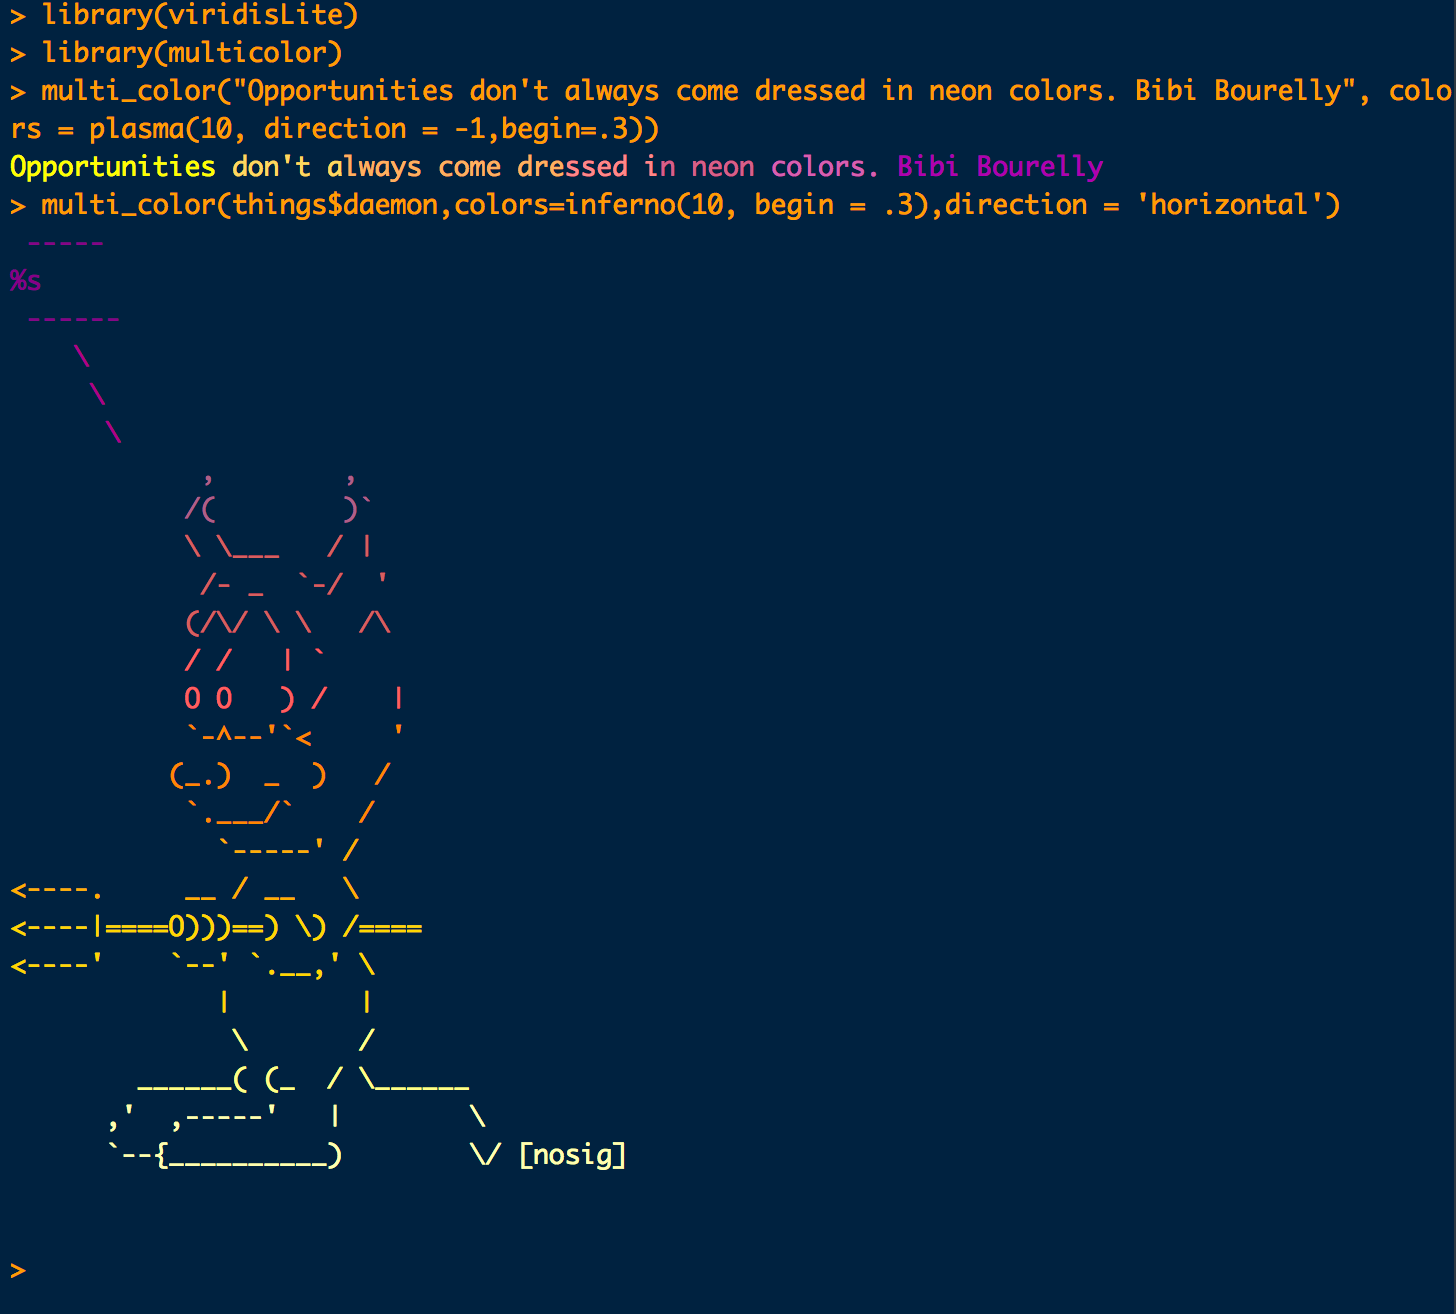 > library(viridisLite)
> library(multicolor)
> multi_color("Opportunities don't always come dressed in neon colors. Bibi Bourelly", colo
rs = plasma(10, direction = -1,begin=.3))
Opportunities don't always come dressed in neon colors. Bibi Bourelly
> multi_color(things$daemon,colors=inferno(10, begin = .3),direction = 'horizontal')
 -----
%s
 ------
    \
     \
      \
            ,        ,
           /(        )`
           \ \___   / |
            /- _  `-/  '
           (/\/ \ \   /\
           / /   | `
           O O   ) /    |
           `-^--'`<     '
          (_.)  _  )   /
           `.___/`    /
             `-----' /
<----.     __ / __   \
<----|====O)))==) \) /====
<----'    `--' `.__,' \
             |        |
              \       /
        ______( (_  / \______
      ,'  ,-----'   |        \
      `--{__________)        \/ [nosig]
>